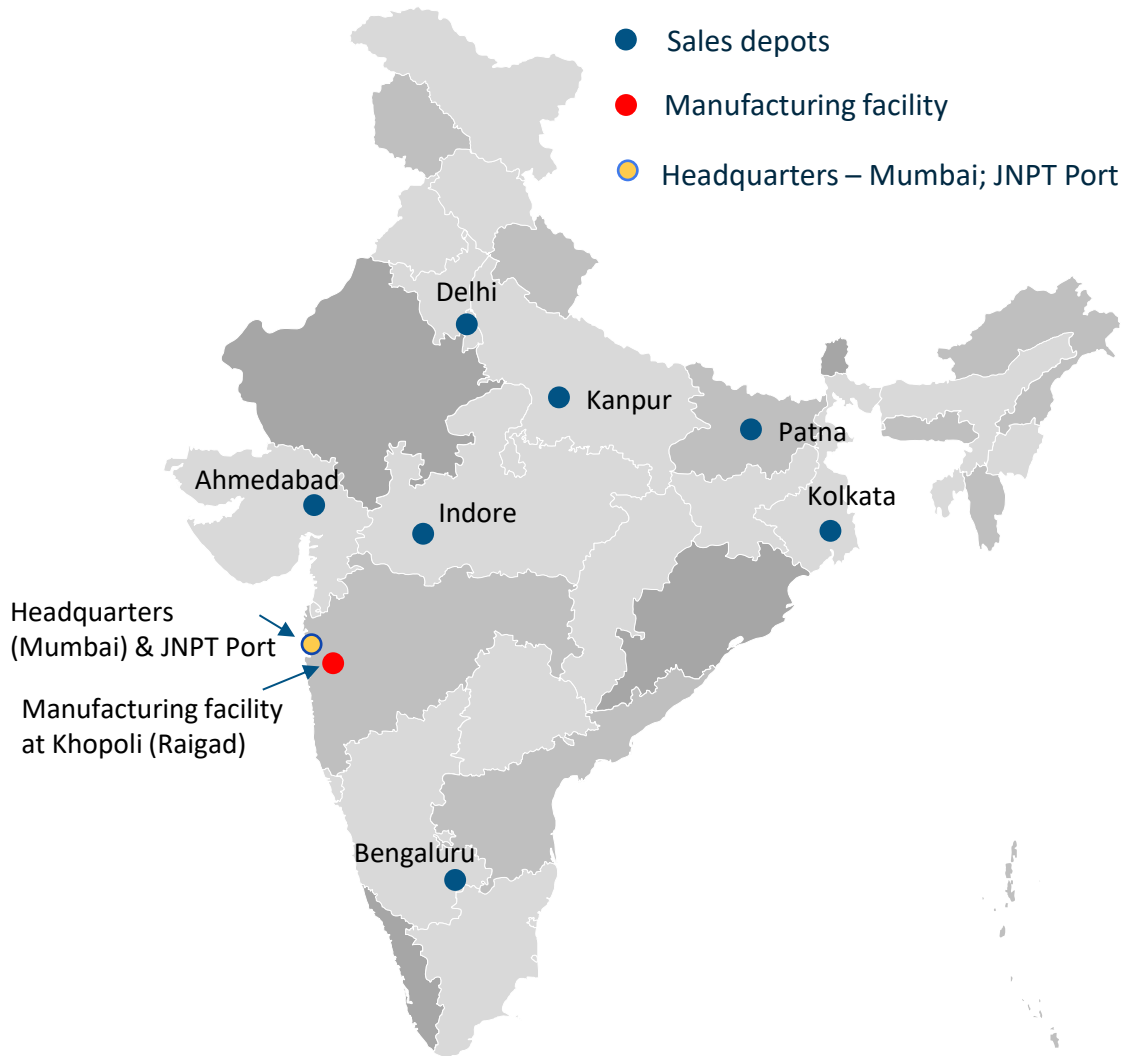 Sales depots
Manufacturing facility
Headquarters – Mumbai; JNPT Port
Delhi
Kanpur
Patna
Ahmedabad
Indore
Kolkata
Headquarters
(Mumbai) & JNPT Port
Manufacturing facility
at Khopoli (Raigad)
Bengaluru